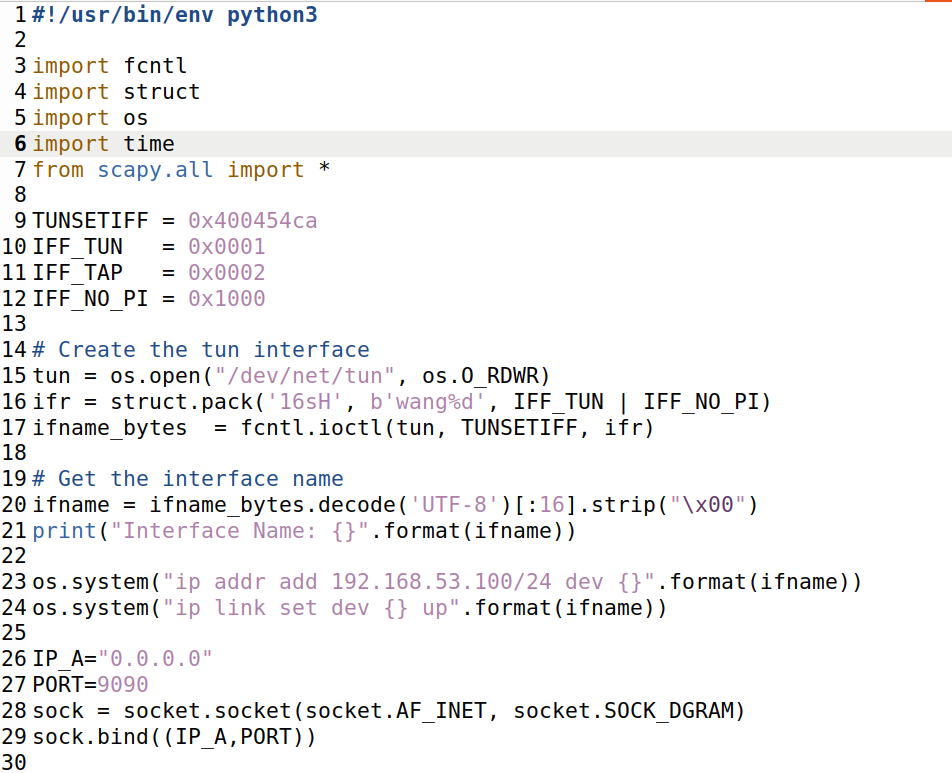 1 #!/usr/bin/env python3
2
3 import fcntl
4 import struct
5 import os
6 import time
7 from scapy.all import *
8
9 TUNSETIFF = 0x400454ca
10 IFF_TUN   = 0x0001
11 IFF_TAP   = 0x0002
12 IFF_NO_PI = 0x1000
13
14 # Create the tun interface
15 tun = os.open("/dev/net/tun", os.O_RDWR)
16 ifr = struct.pack('16sH', b'wang%d', IFF_TUN | IFF_NO_PI)
17 ifname_bytes  = fcntl.ioctl(tun, TUNSETIFF, ifr)
18
19 # Get the interface name
20 ifname = ifname_bytes.decode('UTF-8')[:16].strip("\x00")
21 print("Interface Name: {}".format(ifname))
22
23 os.system("ip addr add 192.168.53.100/24 dev {}".format(ifname))
24 os.system("ip link set dev {} up".format(ifname))
25
26 IP_A="0.0.0.0"
27 PORT=9090
28 sock = socket.socket(socket.AF_INET, socket.SOCK_DGRAM)
29 sock.bind((IP_A,PORT))
30